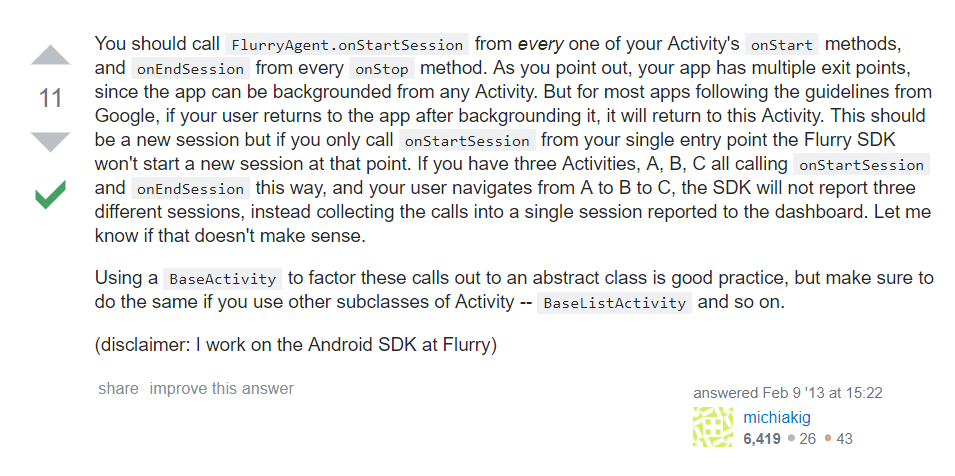 You should call FlurryAgent.onStartSession from every one of your Activity's onStart methods,
and onEndSession from every onStop method. As you point out, your app has multiple exit points,
11
since the app can be backgrounded from any Activity. But for most apps following the guidelines from
Google, if your user returns to the app after backgrounding it, it will return to this Activity. This should
be a new session but if you only call onStartSession from your single entry point the Flurry SDK
won't start a new session at that point. If you have three Activities, A, B, C all calling onStartSession
and onEndSession this way, and your user navigates from A to B to C, the SDK will not report three
different sessions, instead collecting the calls into a single session reported to the dashboard. Let me
know if that doesn't make sense.
Using a BaseActivity to factor these calls out to an abstract class is good practice, but make sure to
do the same if you use other subclasses of Activity -- BaseListActivity and so on.
(disclaimer: I work on the Android SDK at Flurry)
share improve this answer
answered Feb 9 '13 at 15:22
michiakig
6,419 ● 26 ● 43